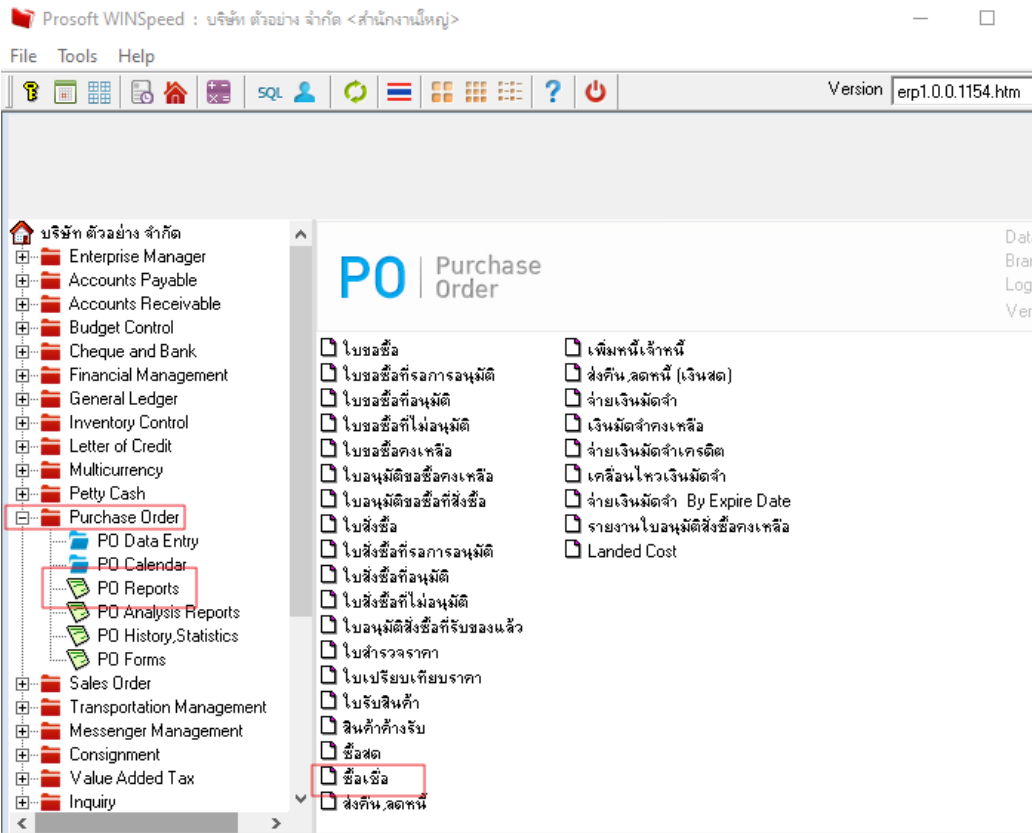 Prosoft WINSpeed : บริษัท ตัวอย่าง จำกัด <สำนักงานใหญ่>
File Tools Help
SQL
Version erp1.0.0.1154.htm
บริษัท ตัวอย่าง จำกัด
Enterprise Manager
Accounts Payable
Accounts Receivable
Budget Control
Cheque and Bank
Financial Management
General Ledger
Inventory Control
Letter of Credit
Multicurrency
Petty Cash
Purchase Order
PO Data Entry
PO Calendar
PO Reports
PO Analysis Reports
PO History,Statistics
PO Forms
Sales Order
Transportation Management
Messenger Management
Consignment
Value Added Tax
Inquiry
PO Purchase Order
Dat
Bra
Log
Ver
ใบขอซื้อ
ใบขอซื้อที่รอการอนุมัติ
ใบขอซื้อที่อนุมัติ
ใบขอซื้อที่ไม่อนุมัติ
ใบขอซื้อคงเหลือ
ใบอนุมัติขอซื้อคงเหลือ
ใบอนุมัติขอซื้อที่สั่งซื้อ
ใบสั่งซื้อ
ใบสั่งซื้อที่รอการอนุมัติ
ใบสั่งซื้อที่อนุมัติ
ใบสั่งซื้อที่ไม่อนุมัติ
ใบอนุมัติสั่งซื้อที่รับของแล้ว
ใบสำรวจราคา
ใบเปรียบเทียบราคา
ใบรับสินค้า
สินค้าค้างรับ
ซื้อสด
ซื้อเชื่อ
ส่งคืน,ลดหนี้
เพิ่มหนี้เจ้าหนี้
ส่งคืน,ลดหนี้ (เงินสด)
จ่ายเงินมัดจำ
เงินมัดจำคงเหลือ
จ่ายเงินมัดจำเครดิต
เคลื่อนไหวเงินมัดจำ
จ่ายเงินมัดจำ By Expire Date
รายงานใบอนุมัติสั่งซื้อคงเหลือ
Landed Cost